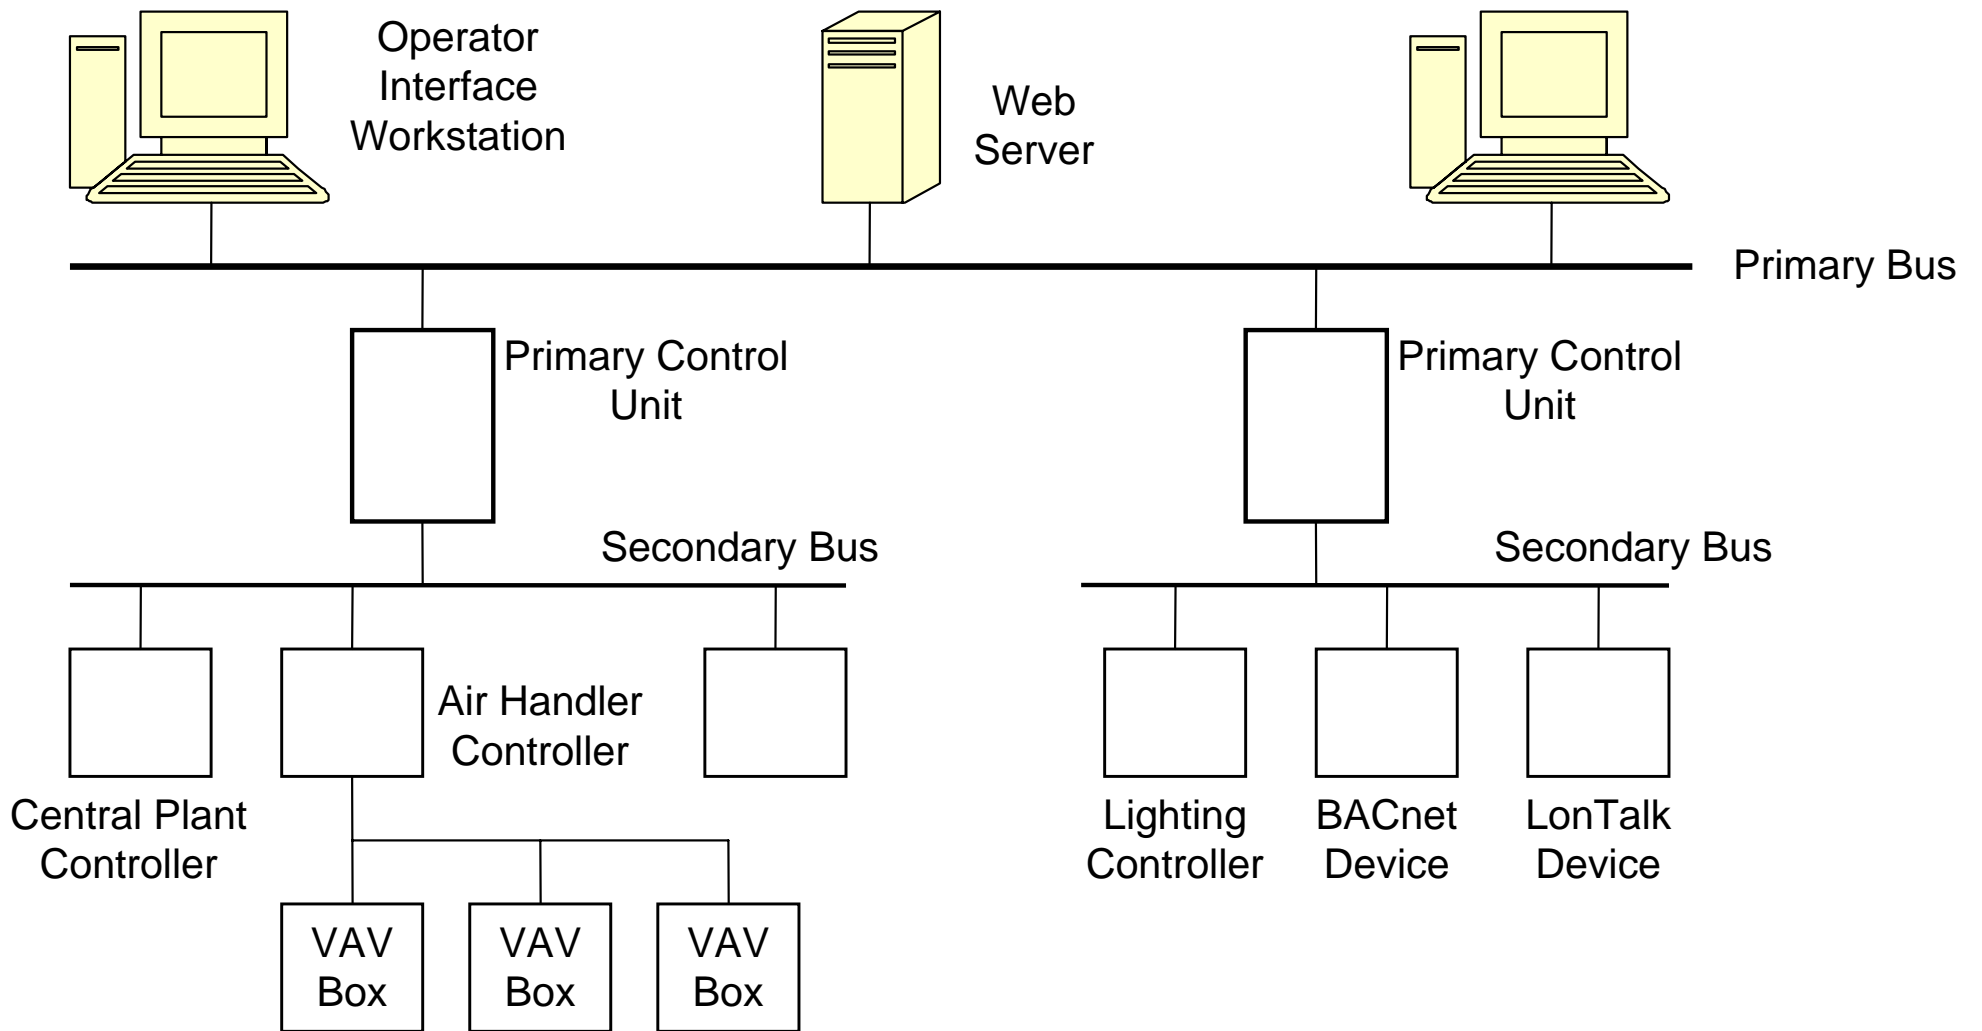 Operator
Interface
Workstation
Web
Server
Primary Bus
Primary Control
Unit
Primary Control
Unit
Secondary Bus
Secondary Bus
Air Handler
Controller
Central Plant
Controller
Lighting
Controller
BACnet
Device
LonTalk
Device
VAV
Box
VAV
Box
VAV
Box